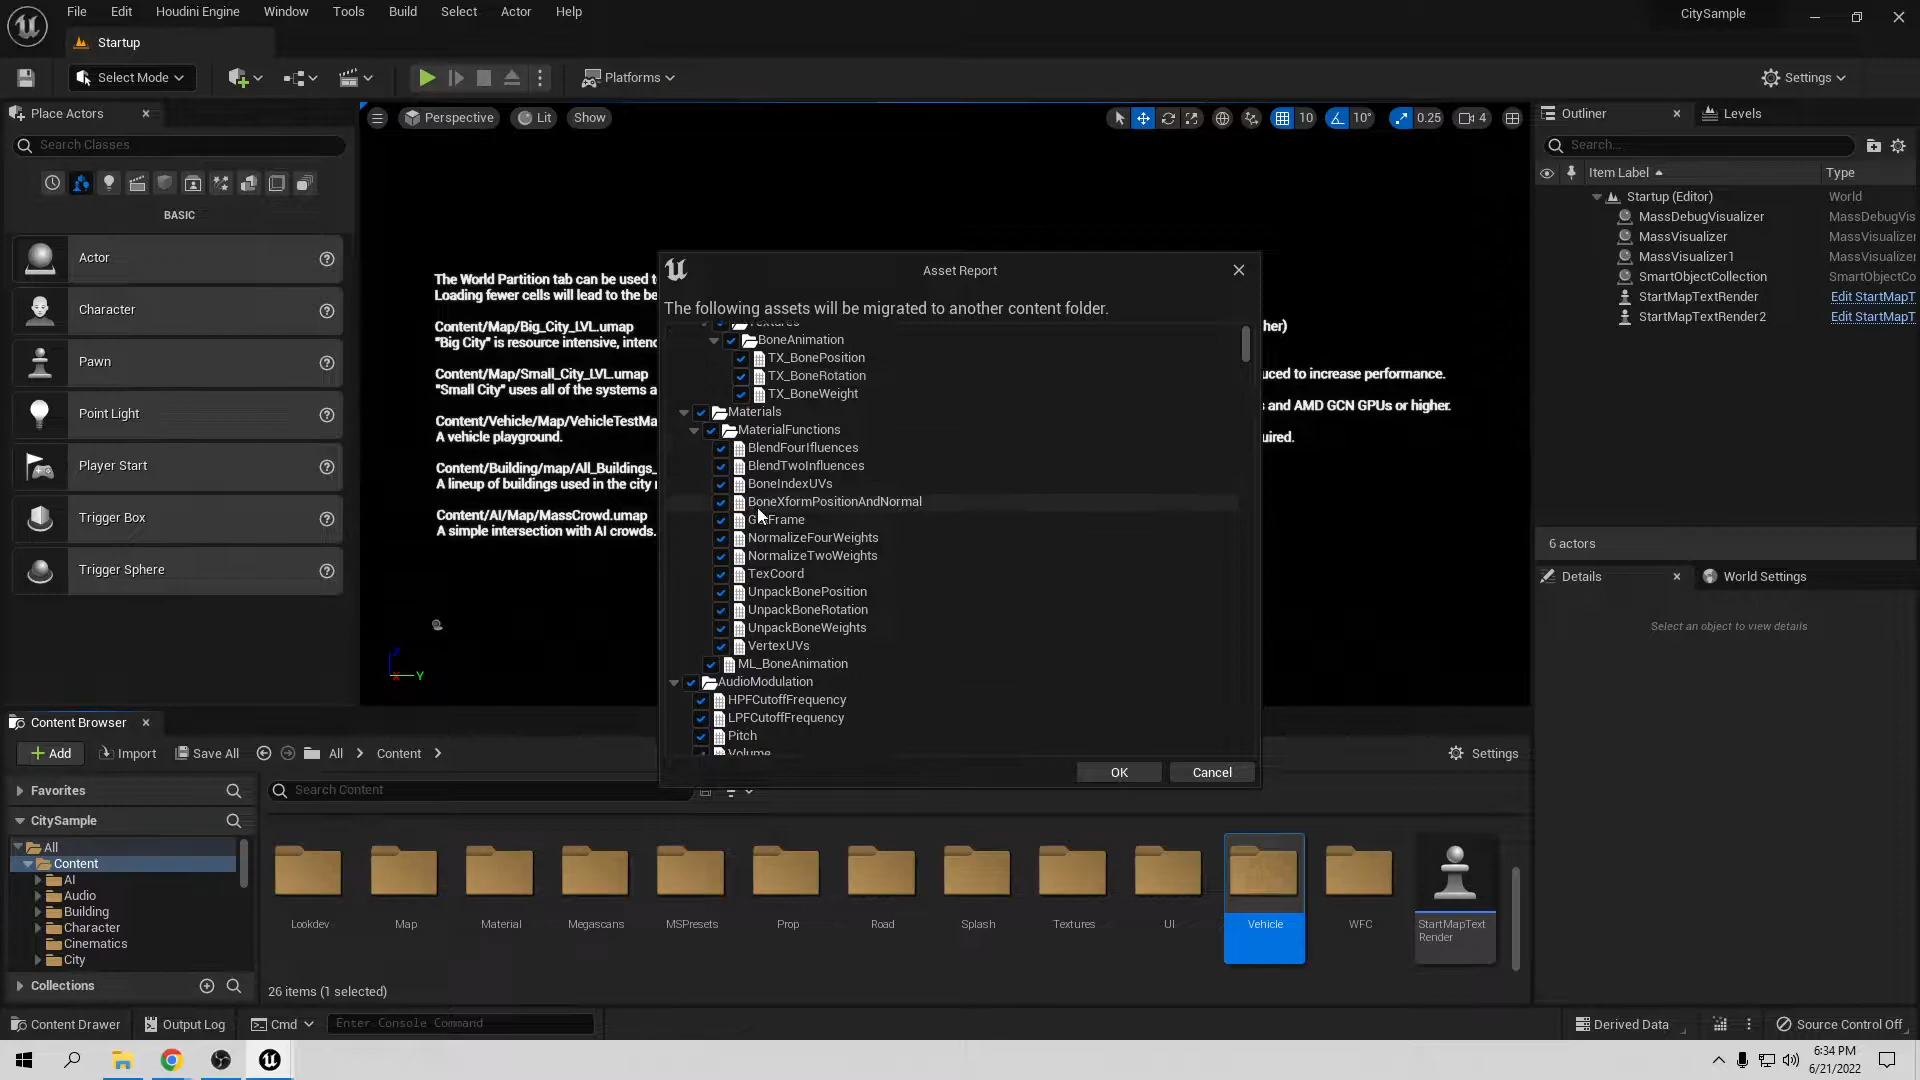 File Edit Houdini Engine Window Tools Build Select Actor Help
CitySample
Startup
Select Mode
Platforms
Settings
Place Actors
Search Classes
BASIC
Actor
Character
Pawn
Point Light
Player Start
Trigger Box
Trigger Sphere
Perspective Lit Show
10 10° 0.25 4
The World Partition tab can be used t
Loading fewer cells will lead to the be
Content/Map/Big_City_LVL.umap
"Big City" is resource intensive, intenc
her)
Content/Map/Small_City_LVL.umap
"Small City" uses all of the systems a
uced to increase performance.
s and AMD GCN GPUs or higher.
Content/Vehicle/Map/VehicleTestMa
A vehicle playground.
uired.
Content/Building/map/All_Buildings_
A lineup of buildings used in the city
Content/AI/Map/MassCrowd.umap
A simple intersection with AI crowds.
Y
Asset Report
The following assets will be migrated to another content folder.
Textures
BoneAnimation
TX_BonePosition
TX_BoneRotation
TX_BoneWeight
Materials
MaterialFunctions
BlendFourIfluences
BlendTwoInfluences
BoneIndexUVs
BoneXformPositionAndNormal
NormalizeFourWeights
NormalizeTwoWeights
TexCoord
UnpackBonePosition
UnpackBoneRotation
UnpackBoneWeights
VertexUVs
ML_BoneAnimation
AudioModulation
HPFCutoffFrequency
LPFCutoffFrequency
Pitch
Volume
OK Cancel
Outliner Levels
Search...
Item Label Type
Startup (Editor) World
MassDebugVisualizer MassDebugVis
MassVisualizer MassVisualizer
MassVisualizer1 MassVisualizer
SmartObjectCollection SmartObjectCo
StartMapTextRender Edit StartMapT
StartMapTextRender2 Edit StartMapT
6 actors
Details World Settings
Select an object to view details
Content Browser
Add Import Save All All Content Settings
Favorites
Search Content
CitySample
All
Content
AI
Audio
Building
Character
Cinematics
City
Collections
Lookdev Map Material Megascans MSPresets Prop Road Splash Textures UI Vehicle WFC StartMapText
Render
26 items (1 selected)
Content Drawer Output Log Cmd Enter Console Command Derived Data Source Control Off
6:34 PM
6/21/2022